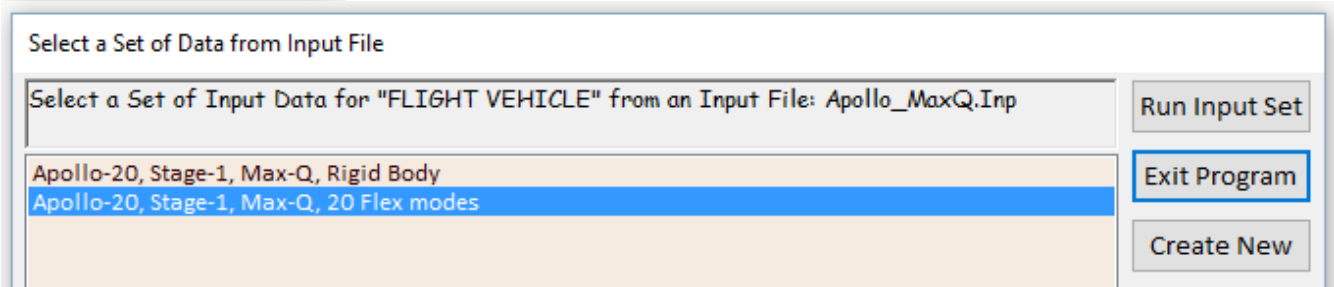 Select a Set of Data from Input File
Select a Set of Input Data for "FLIGHT VEHICLE" from an Input File: Apollo_MaxQ.Inp
Run Input Set
Apollo-20, Stage-1, Max-Q, Rigid Body
Exit Program
Apollo-20, Stage-1, Max-Q, 20 Flex modes
Create New